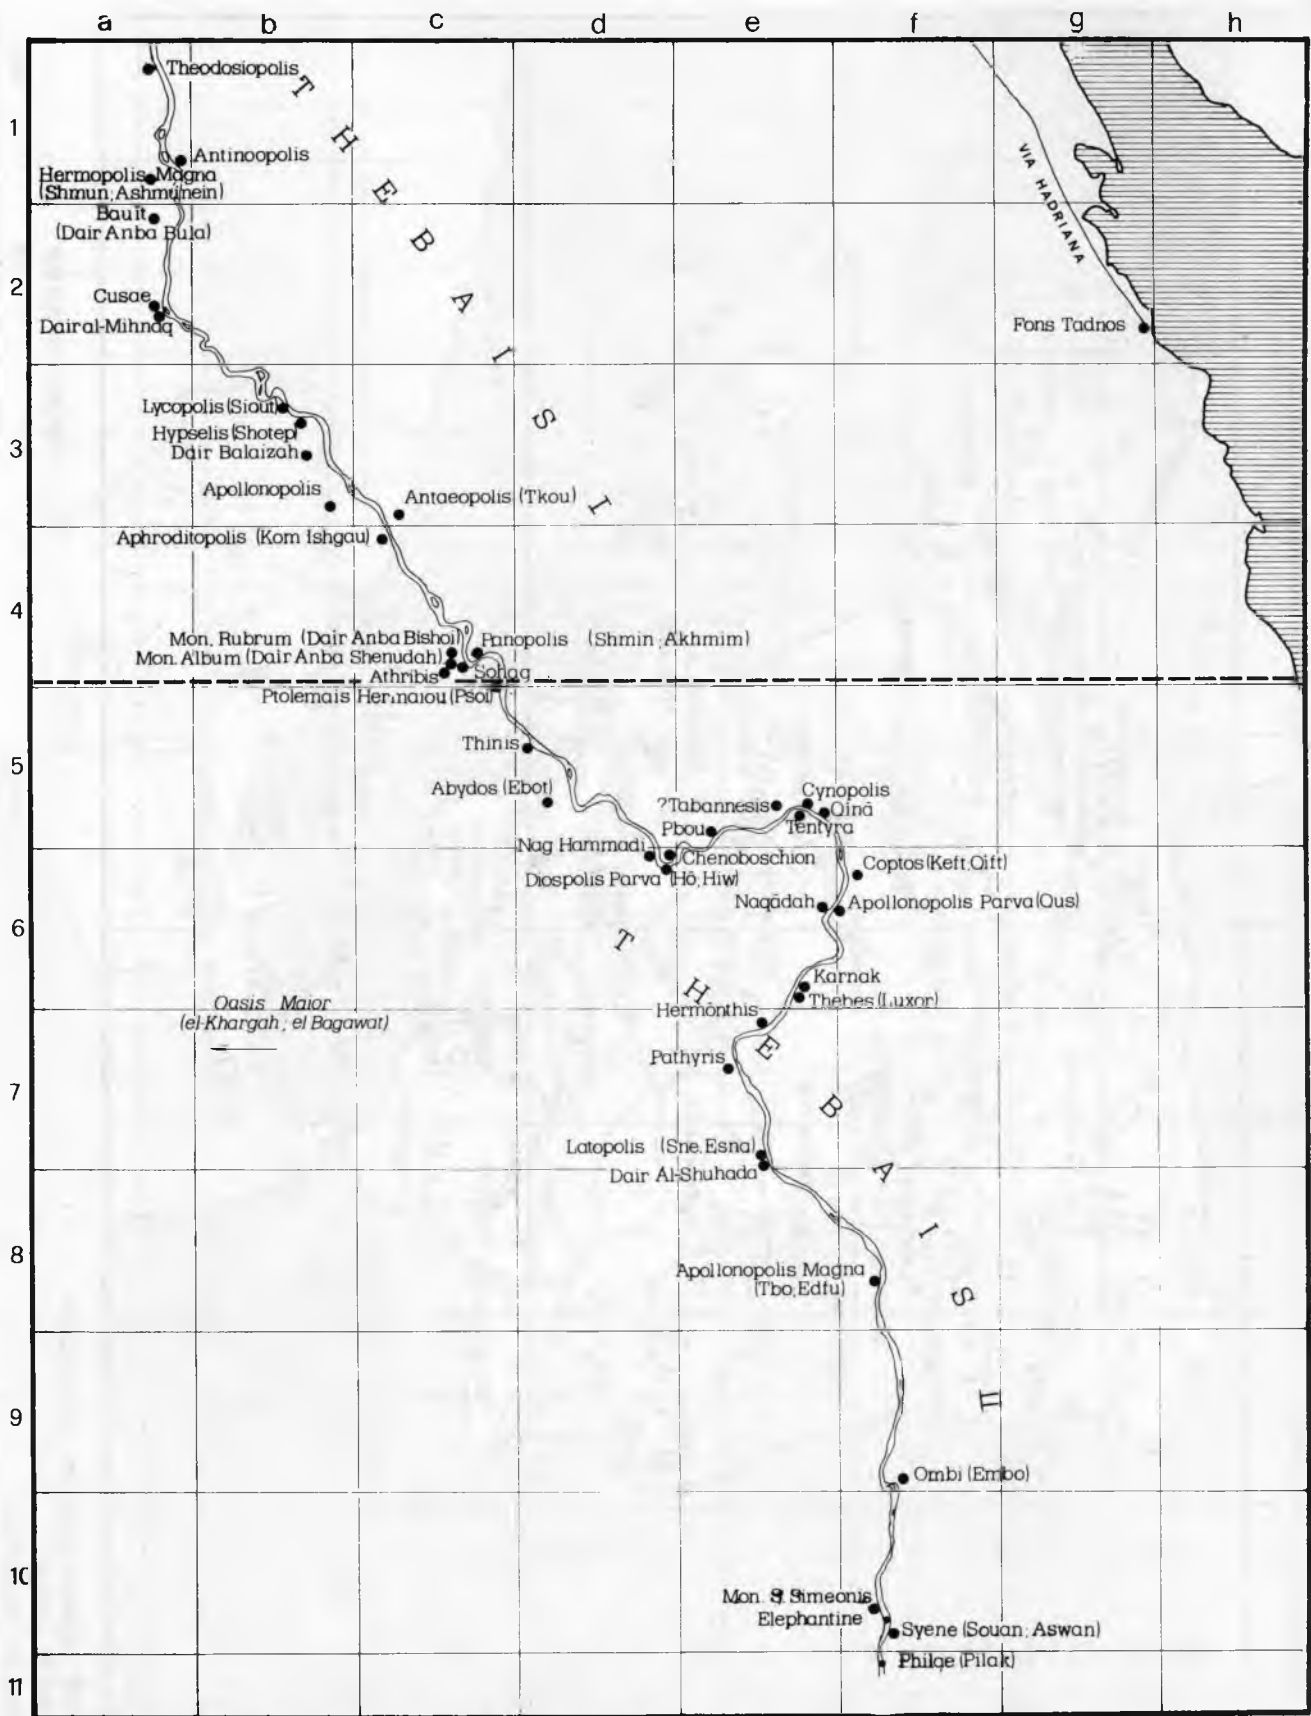 a b c d e f g h
1
Theodosiopolis
Antinoopolis
Hermopolis Magna
(Shmun; Ashmunein)
THEBAIS I
VIA HADRIANA
2
Bauit
(Dair Anba Bula)
Cusae
Dair al-Mihnaq
Fons Tadnos
3
Lycopolis (Siout)
Hypselis (Shotep)
Dair Balaizah
Apollonopolis
Antaeopolis (Tkou)
4
Aphroditopolis (Kom Ishgau)
Mon. Rubrum (Dair Anba Bishoi)
Panopolis (Shmin; Akhmim)
Mon. Album (Dair Anba Shenudah)
Sohag
Athribis
5
Ptolemais Hermaiou (Psoi)
Thinis
Abydos (Ebot)
?Tabannesis
Cynopolis
Qinā
Tentyra
Pbou
6
Nag Hammadi
Chenoboschion
Diospolis Parva (Hō; Hiw)
Coptos (Keft, Qift)
Naqādah
Apollonopolis Parva (Qus)
Karnak
Thebes (Luxor)
THEBAIS II
Oasis Maior
(el-Khargah; el Bagawat)
7
Hermōnthis
Pathyris
Latopolis (Sne, Esna)
Dair Al-Shuhada
8
Apollonopolis Magna
(Tbo; Edfu)
9
Ombi (Embo)
10
Mon. S. Simeonis
Elephantine
Syene (Souan; Aswan)
11
Philae (Pilak)